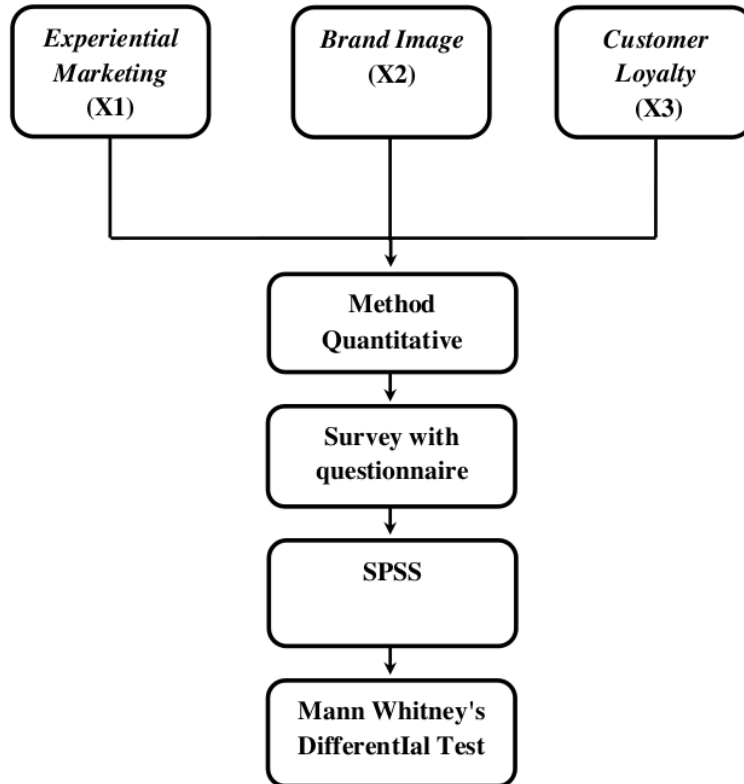 Experiential
Marketing
(X1)
Brand Image
(X2)
Customer
Loyalty
(X3)
Method
Quantitative
Survey with
questionnaire
SPSS
Mann Whitney's
DifferentIal Test